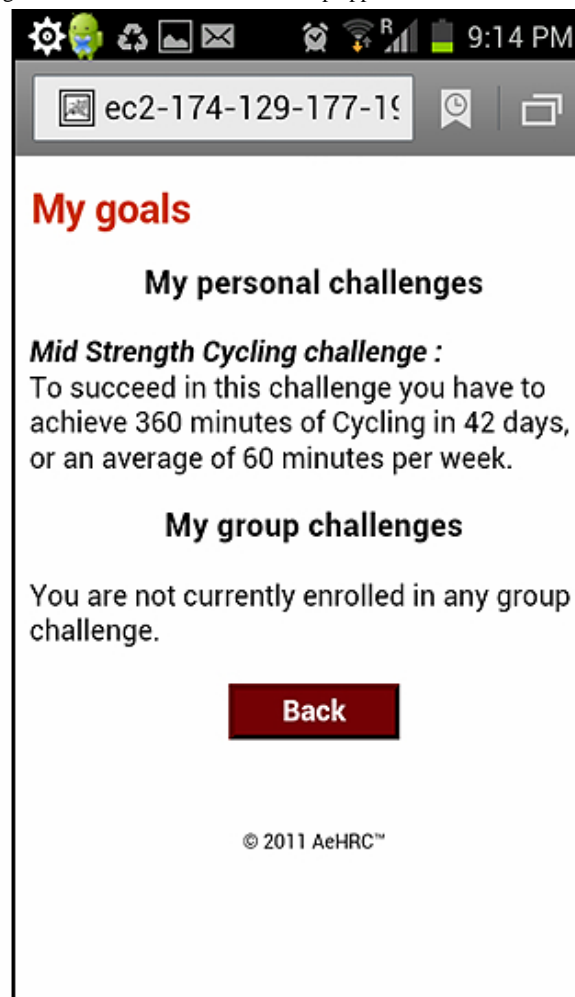 R
9:14 PM
ec2-174-129-177-19
My goals
My personal challenges
Mid Strength Cycling challenge :
To succeed in this challenge you have to
achieve 360 minutes of Cycling in 42 days,
or an average of 60 minutes per week.
My group challenges
You are not currently enrolled in any group
challenge.
Back
© 2011 AeHRC™